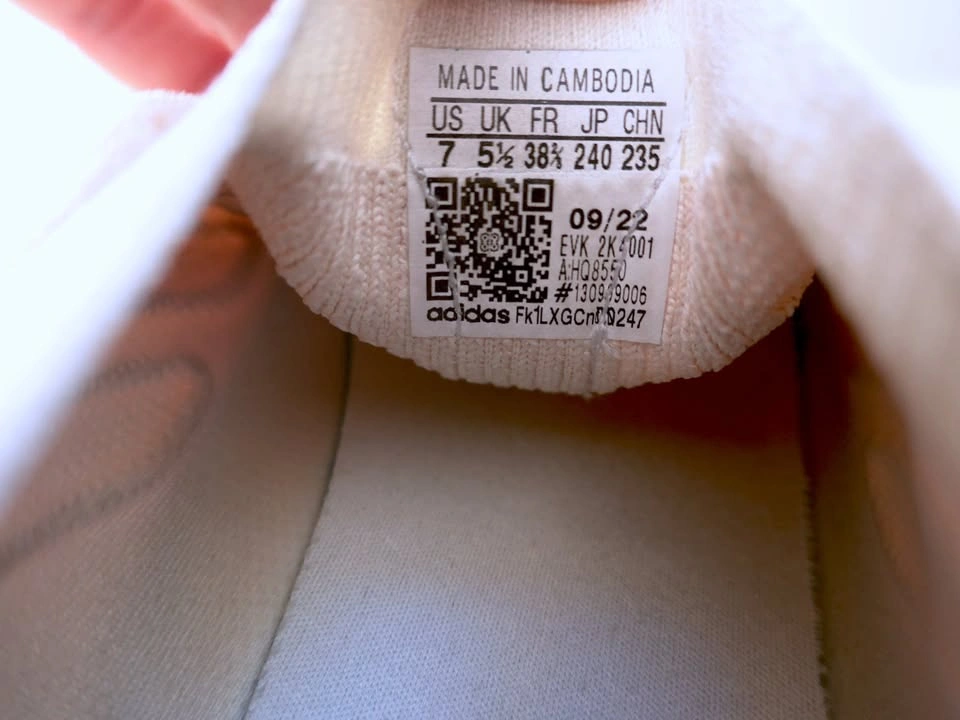 MADE IN CAMBODIA
US UK FR JP CHN
7 5½ 38⅔ 240 235
09/22
EVK 2K4001
A:HQ8550
adidas